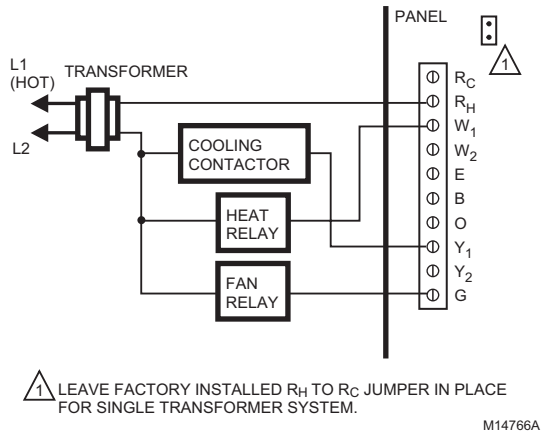 PANEL
L1
(HOT)
TRANSFORMER
L2
COOLING
CONTACTOR
HEAT
RELAY
FAN
RELAY
1
RC
RH
W1
W2
E
B
O
Y1
Y2
G
1 LEAVE FACTORY INSTALLED RH TO RC JUMPER IN PLACE
FOR SINGLE TRANSFORMER SYSTEM.
M14766A